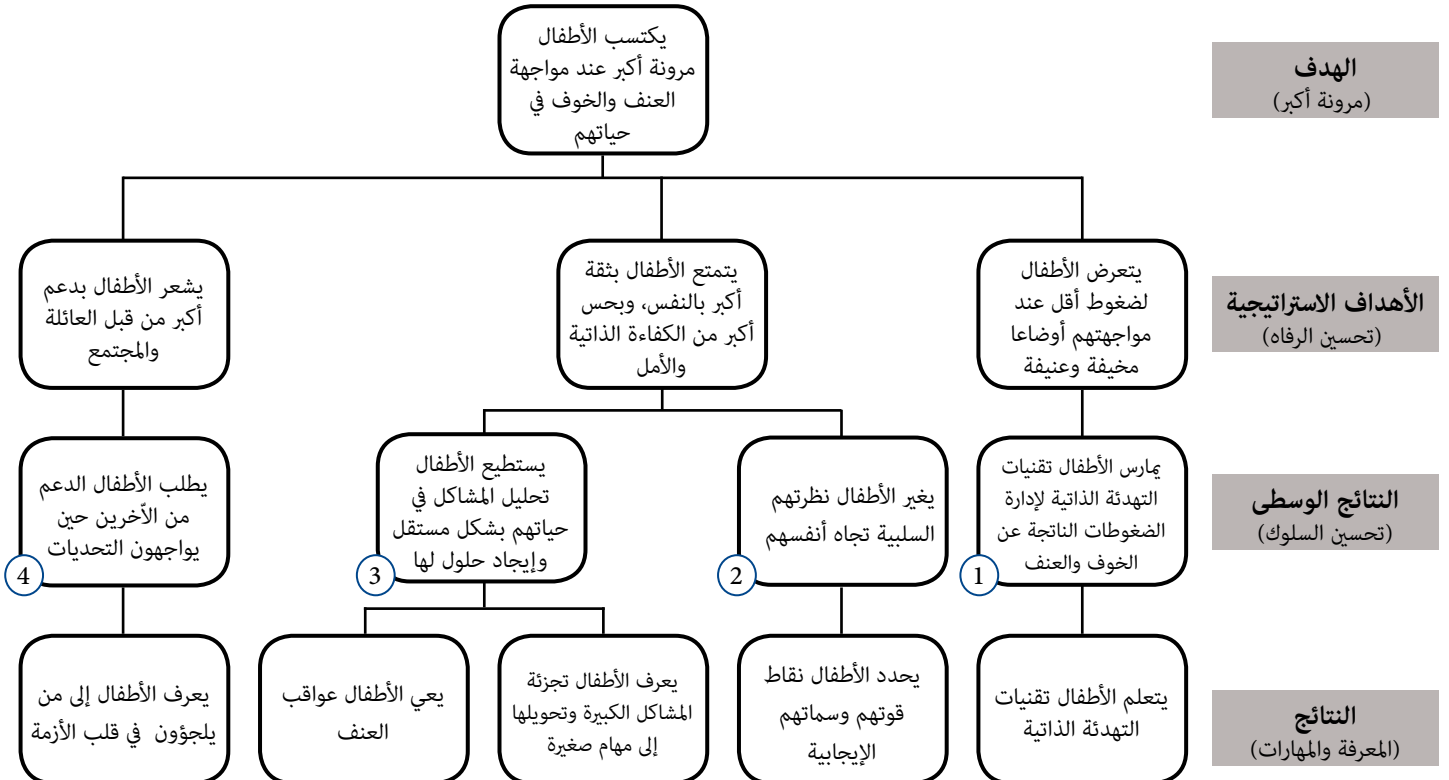 يكتسب الأطفال
مرونة أكبر عند مواجهة
العنف والخوف في
حياتهم
الهدف
(مرونة أكبر)
الأهداف الاستراتيجية
(تحسين الرفاه)
يتعرض الأطفال
لضغوط أقل عند
مواجهتهم أوضاعا
مخيفة وعنيفة
يتمتع الأطفال بثقة
أكبر بالنفس، وبحس
أكبر من الكفاءة الذاتية
والأمل
يشعر الأطفال بدعم
أكبر من قبل العائلة
والمجتمع
النتائج الوسطى
(تحسين السلوك)
يمارس الأطفال تقنيات
التهدئة الذاتية لإدارة
الضغوطات الناتجة عن
الخوف والعنف
1
يغير الأطفال نظرتهم
السلبية تجاه أنفسهم
2
يستطيع الأطفال
تحليل المشاكل في
حياتهم بشكل مستقل
وإيجاد حلول لها
3
يطلب الأطفال الدعم
من الآخرين حين
يواجهون التحديات
4
النتائج
(المعرفة والمهارات)
يتعلم الأطفال تقنيات
التهدئة الذاتية
يحدد الأطفال نقاط
قوتهم وسماتهم
الإيجابية
يعرف الأطفال تجزئة
المشاكل الكبيرة وتحويلها
إلى مهام صغيرة
يعي الأطفال عواقب
العنف
يعرف الأطفال إلى من
يلجؤون في قلب الأزمة